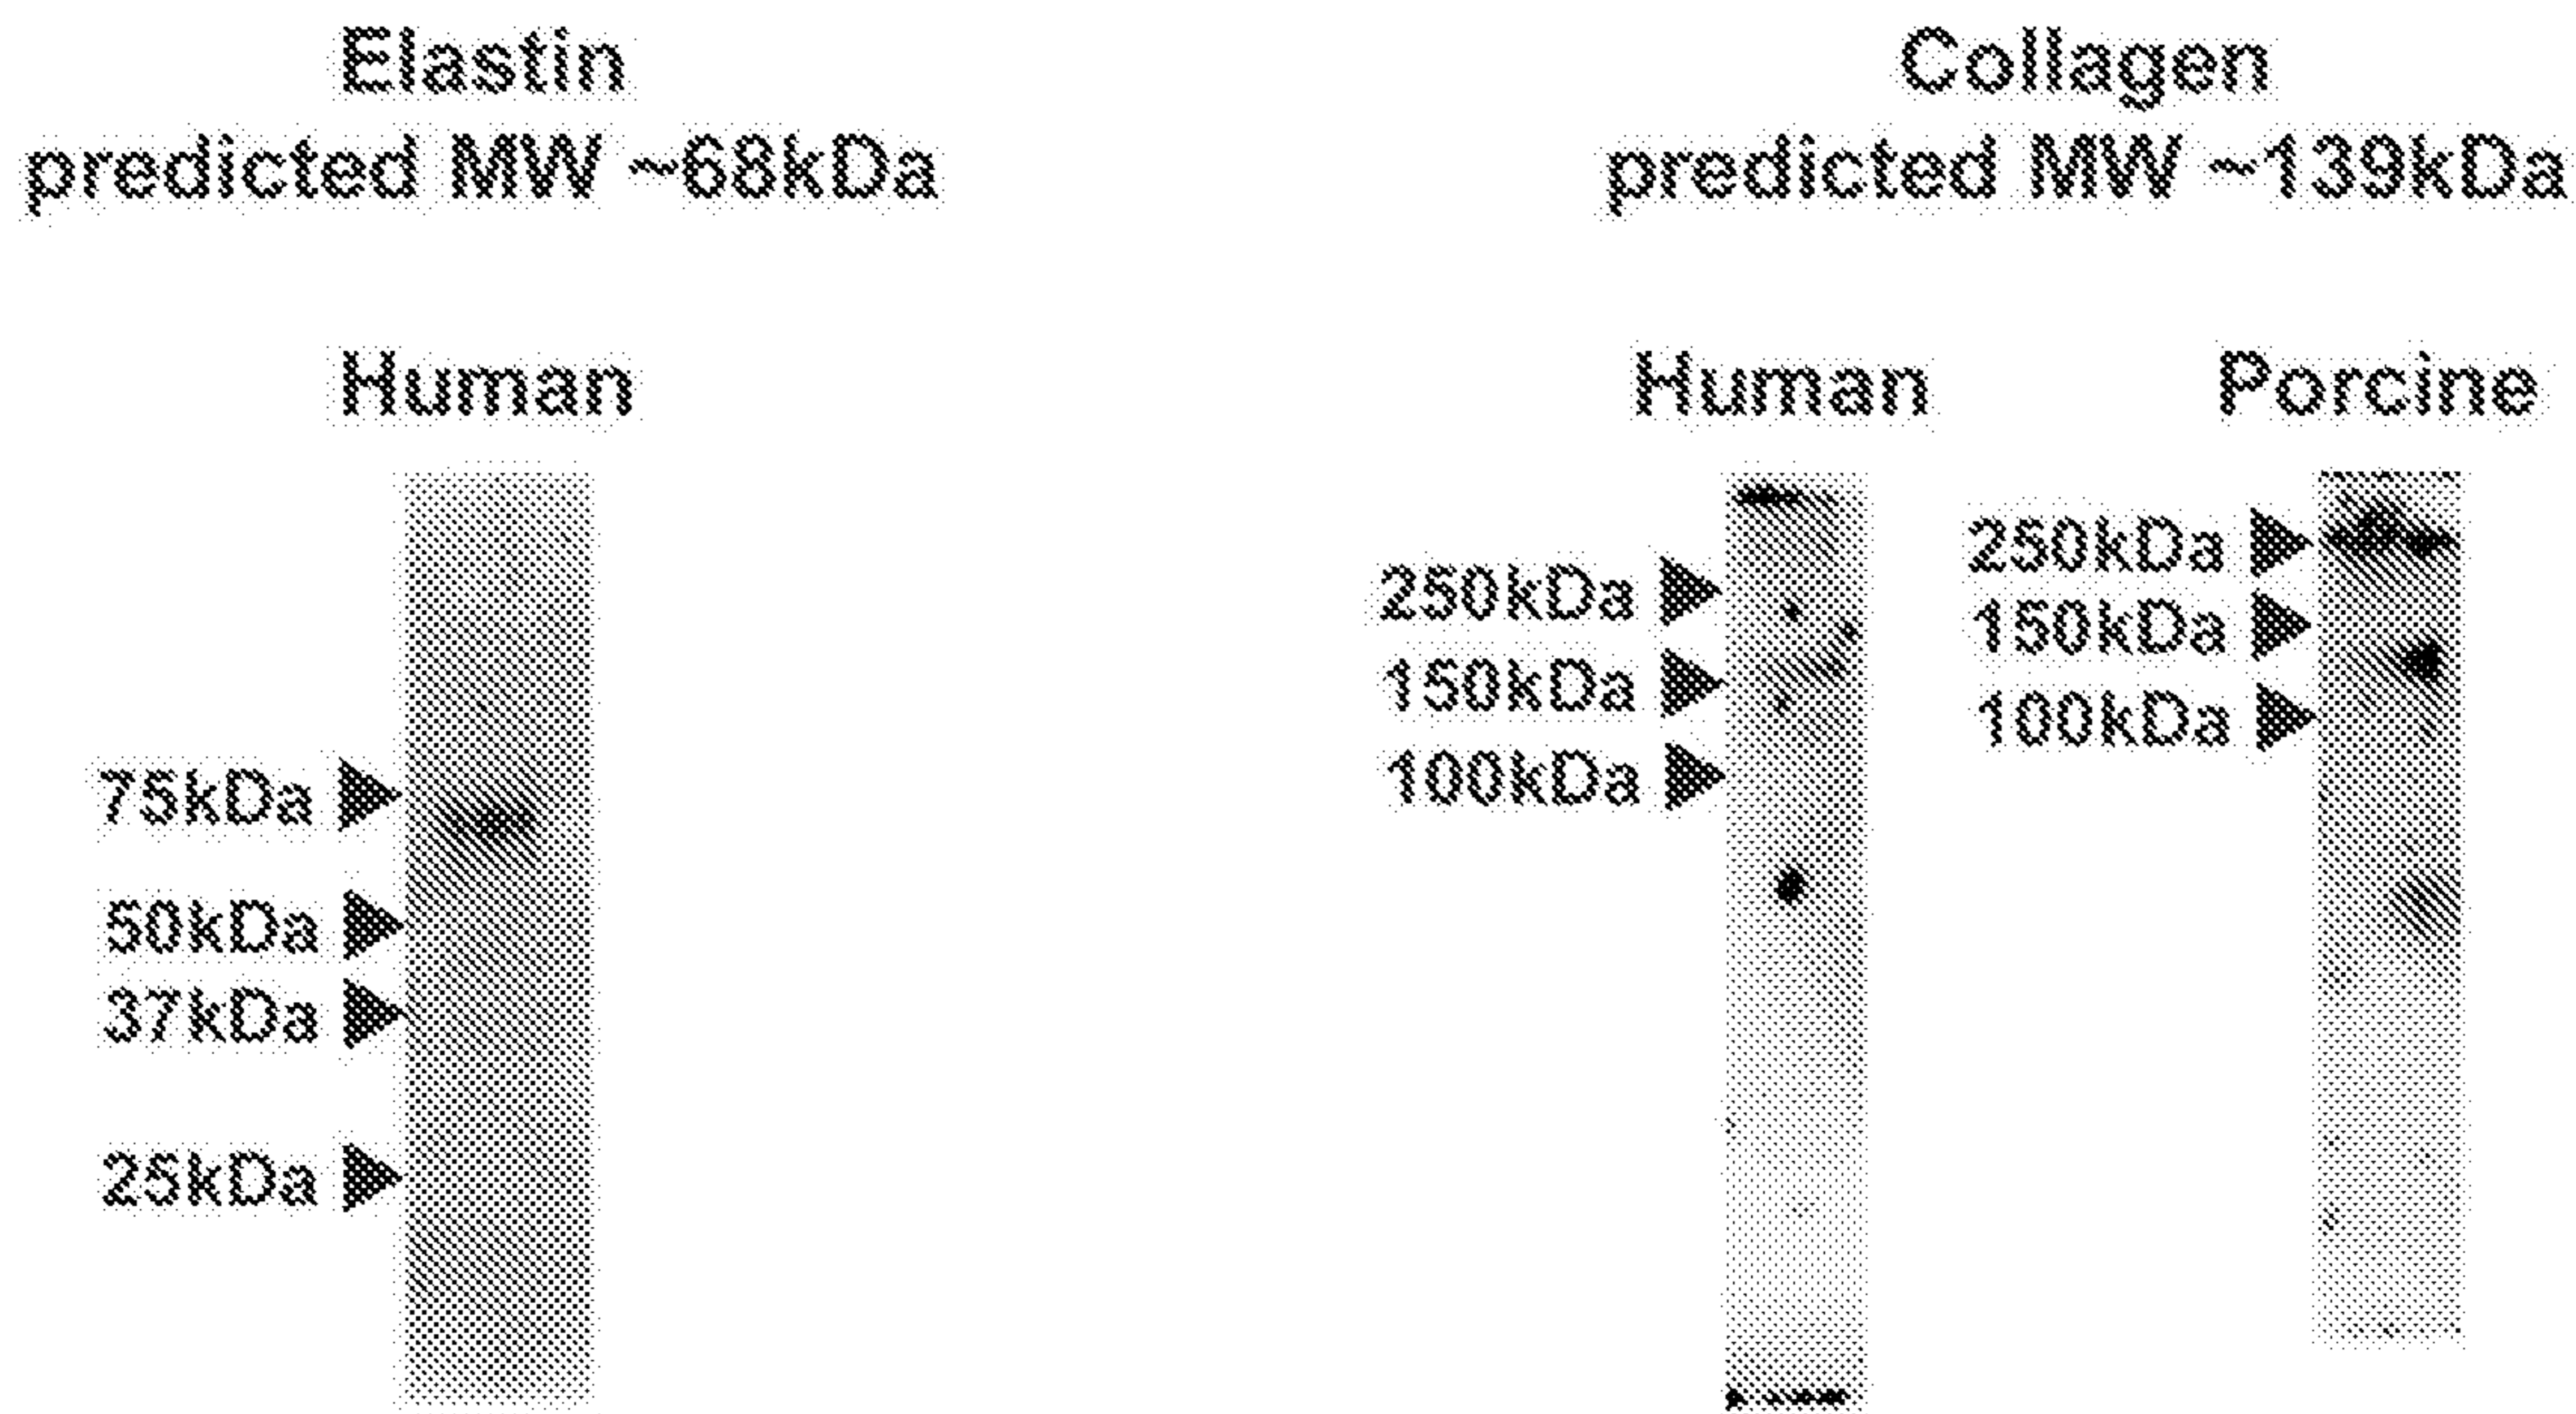 Elastin
predicted MW ~68kDa
Human
75kDa
50kDa
37kDa
25kDa
Collagen
predicted MW ~139kDa
Human
Porcine
250kDa
150kDa
100kDa
250kDa
150kDa
100kDa